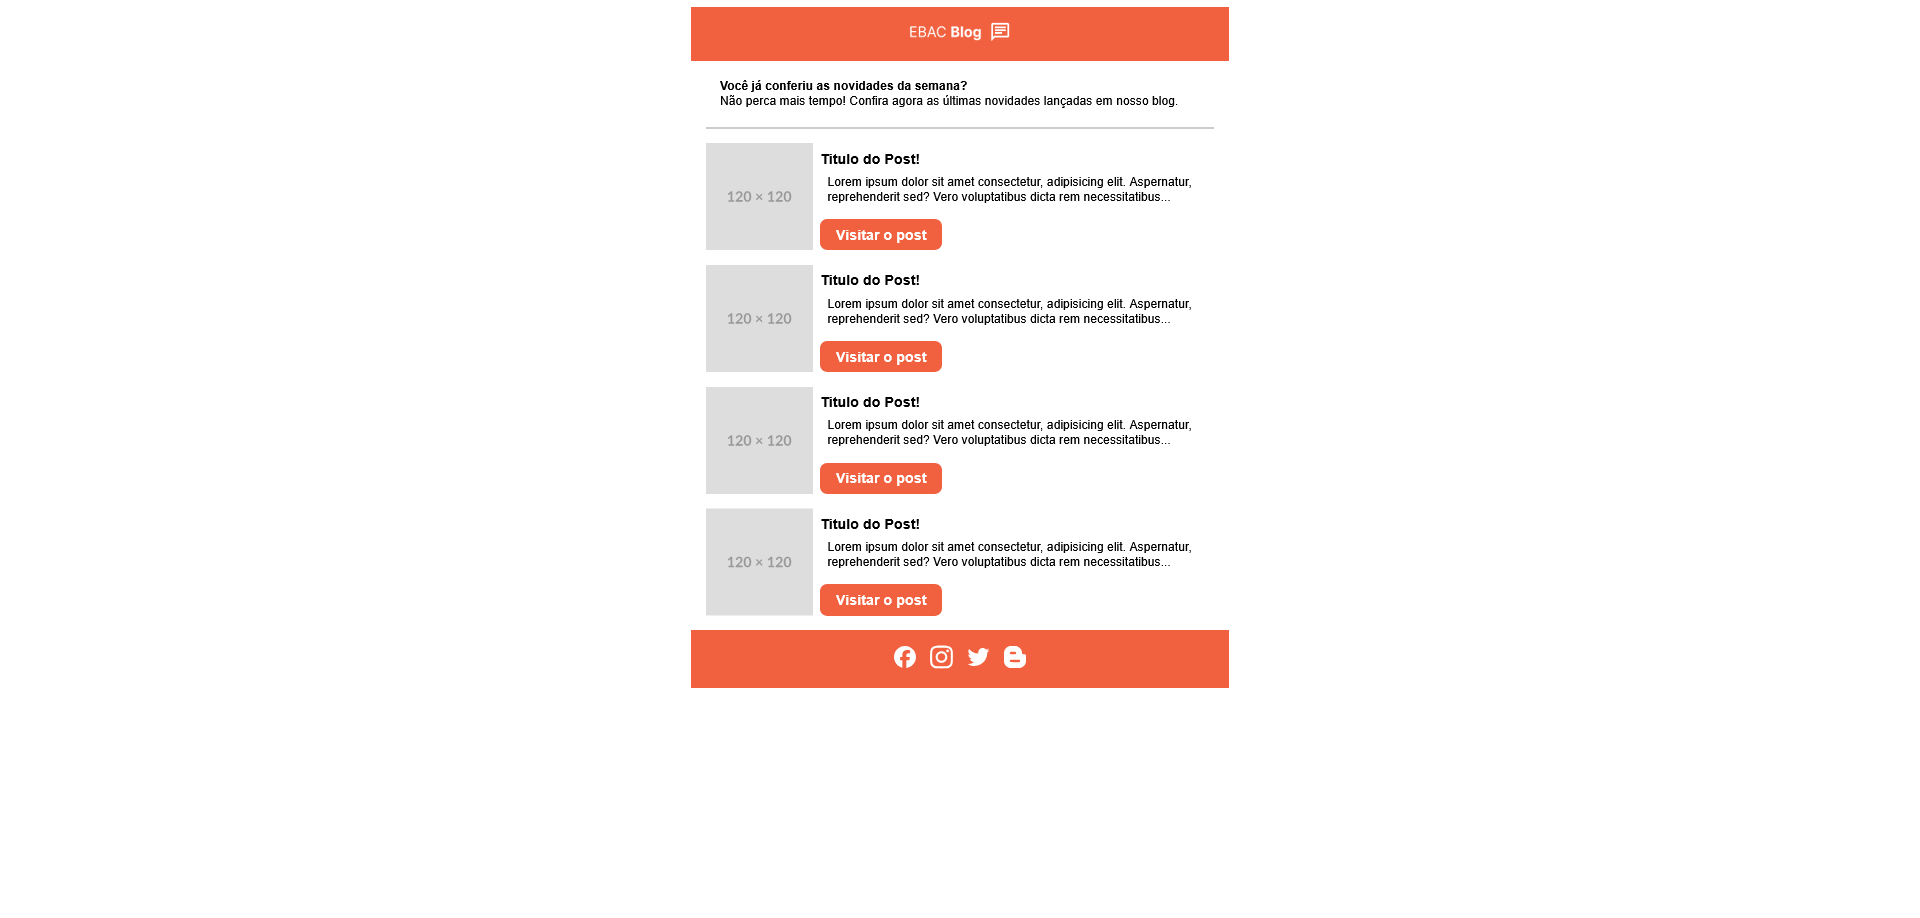 EBAC Blog
Você já conferiu as novidades da semana?
Não perca mais tempo! Confira agora as últimas novidades lançadas em nosso blog.
120 × 120
Titulo do Post!
Lorem ipsum dolor sit amet consectetur, adipisicing elit. Aspernatur,
reprehenderit sed? Vero voluptatibus dicta rem necessitatibus...
Visitar o post
120 × 120
Titulo do Post!
Lorem ipsum dolor sit amet consectetur, adipisicing elit. Aspernatur,
reprehenderit sed? Vero voluptatibus dicta rem necessitatibus...
Visitar o post
120 × 120
Titulo do Post!
Lorem ipsum dolor sit amet consectetur, adipisicing elit. Aspernatur,
reprehenderit sed? Vero voluptatibus dicta rem necessitatibus...
Visitar o post
120 × 120
Titulo do Post!
Lorem ipsum dolor sit amet consectetur, adipisicing elit. Aspernatur,
reprehenderit sed? Vero voluptatibus dicta rem necessitatibus...
Visitar o post